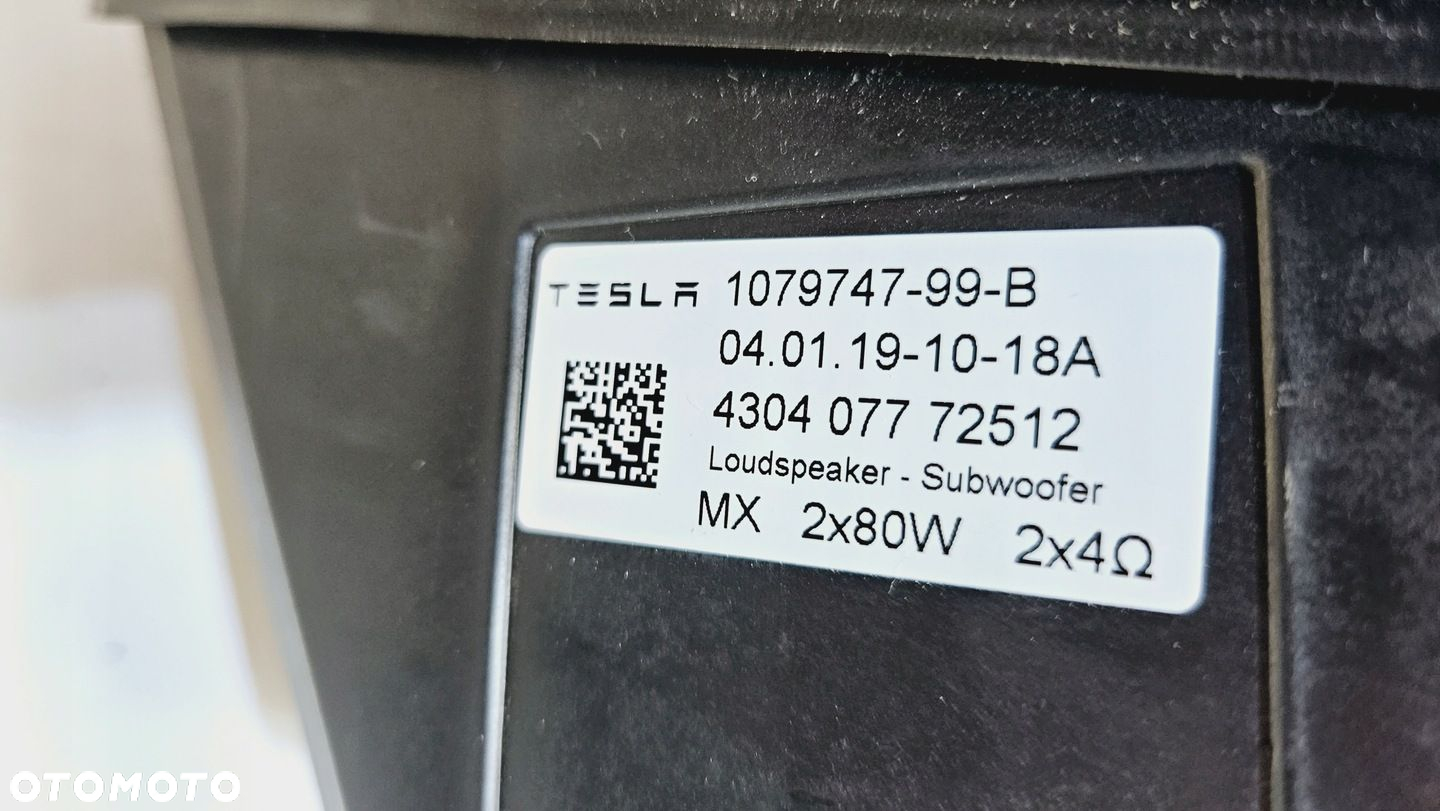 TESLA 1079747-99-B
04.01.19-10-18A
4304 077 72512
Loudspeaker - Subwoofer
MX 2x80W 2x4Ω
OTOMOTO